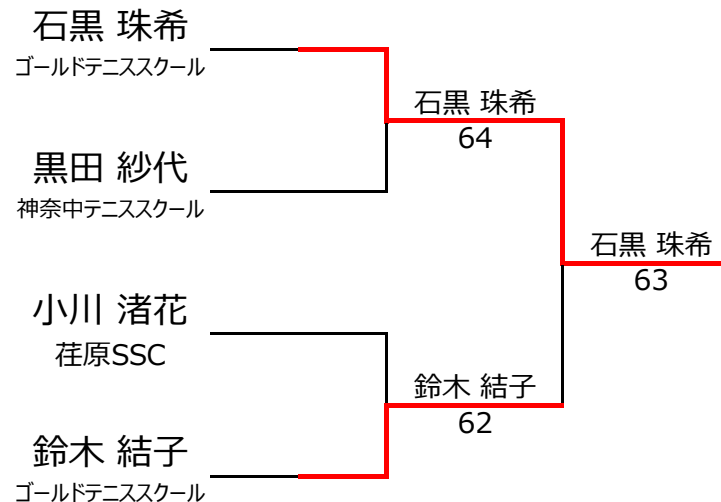 石黒 珠希
ゴールドテニススクール
石黒 珠希
64
黒田 紗代
神奈中テニススクール
石黒 珠希
63
小川 渚花
荏原SSC
鈴木 結子
62
鈴木 結子
ゴールドテニススクール